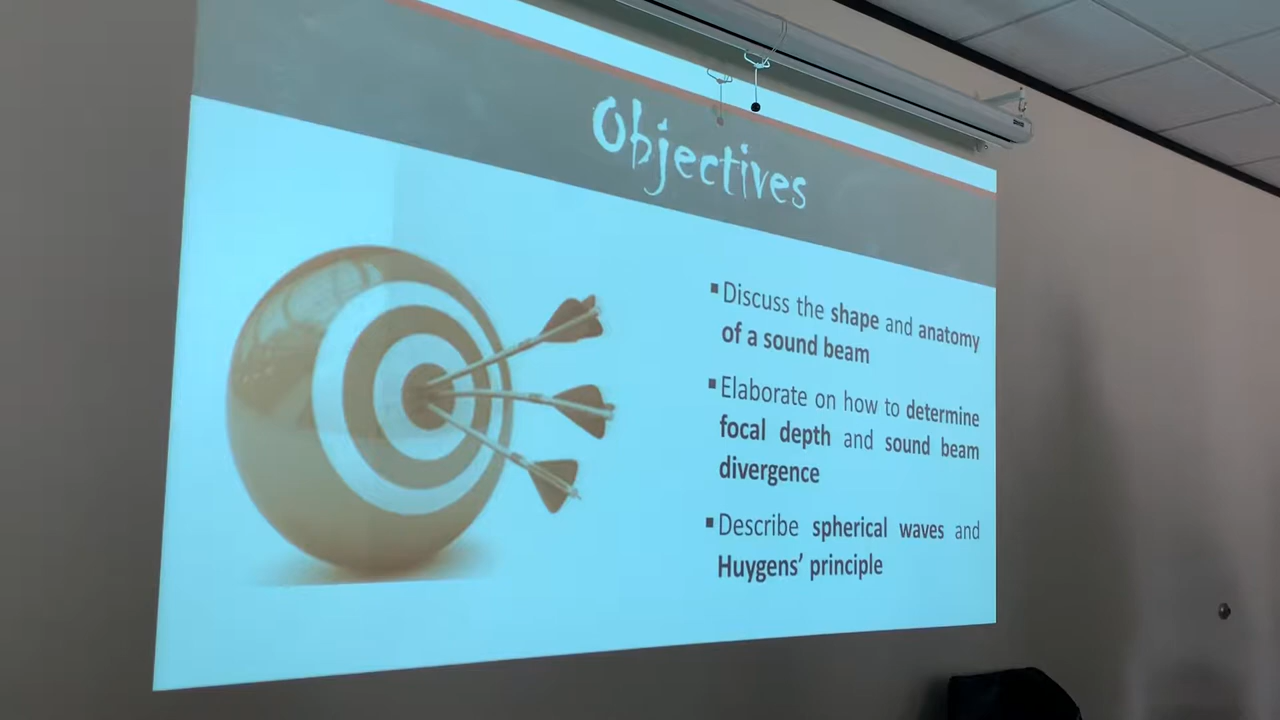 Objectives
▪Discuss the shape and anatomy
of a sound beam
▪Elaborate on how to determine
focal depth and sound beam
divergence
▪Describe spherical waves and
Huygens’ principle